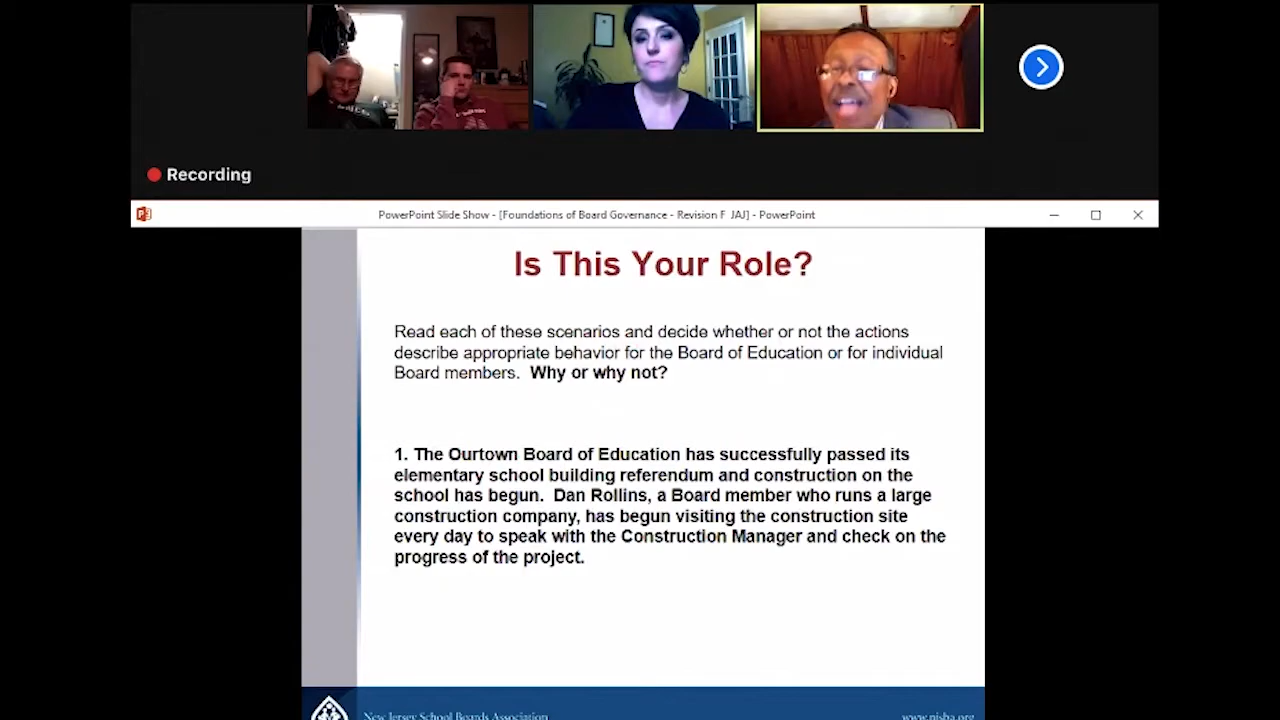 Recording
PowerPoint Slide Show - [Foundations of Board Governance - Revision F JAJ] - PowerPoint
Is This Your Role?
Read each of these scenarios and decide whether or not the actions
describe appropriate behavior for the Board of Education or for individual
Board members. Why or why not?
1. The Ourtown Board of Education has successfully passed its
elementary school building referendum and construction on the
school has begun. Dan Rollins, a Board member who runs a large
construction company, has begun visiting the construction site
every day to speak with the Construction Manager and check on the
progress of the project.
New Jersey School Boards Association
www.njsba.org